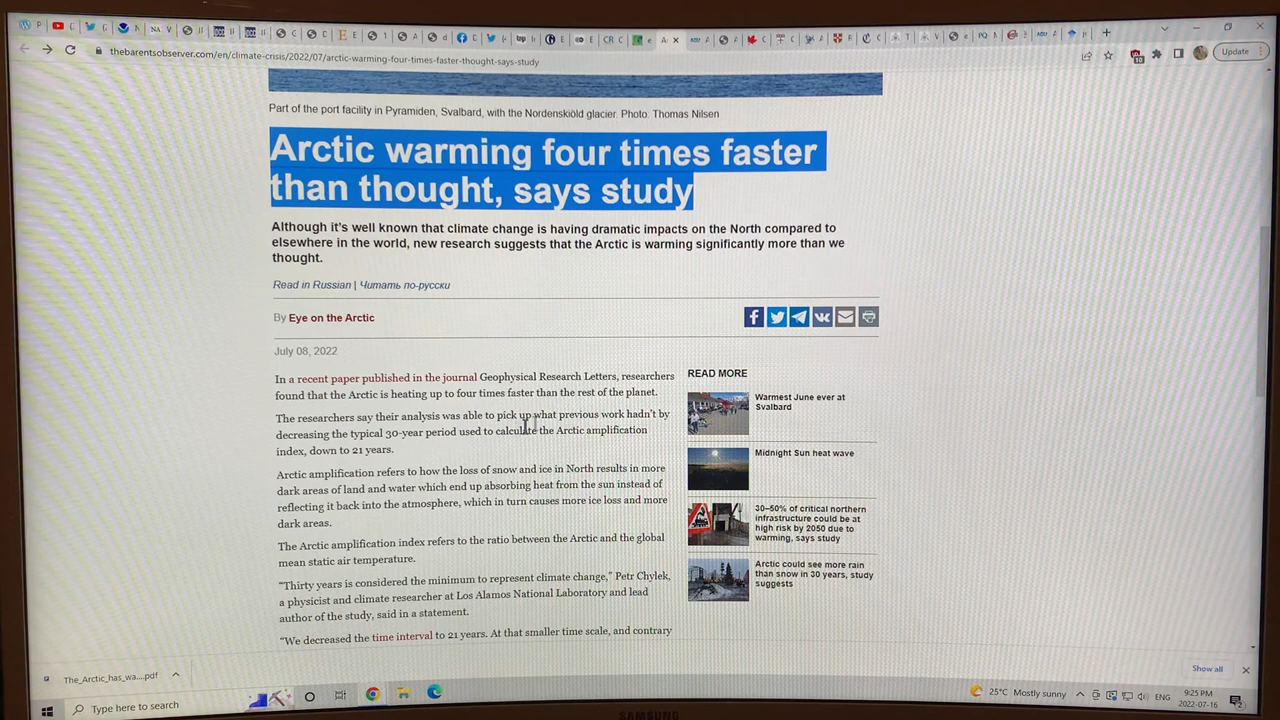 thebarentsobserver.com/en/climate-crisis/2022/07/arctic-warming-four-times-faster-thought-says-study
Update
Part of the port facility in Pyramiden, Svalbard, with the Nordenskiöld glacier. Photo: Thomas Nilsen
Arctic warming four times faster
than thought, says study
Although it's well known that climate change is having dramatic impacts on the North compared to
elsewhere in the world, new research suggests that the Arctic is warming significantly more than we
thought.
Read in Russian | Читать по-русски
By Eye on the Arctic
July 08, 2022
In a recent paper published in the journal Geophysical Research Letters, researchers
found that the Arctic is heating up to four times faster than the rest of the planet.
The researchers say their analysis was able to pick up what previous work hadn't by
decreasing the typical 30-year period used to calculate the Arctic amplification
index, down to 21 years.
Arctic amplification refers to how the loss of snow and ice in North results in more
dark areas of land and water which end up absorbing heat from the sun instead of
reflecting it back into the atmosphere, which in turn causes more ice loss and more
dark areas.
The Arctic amplification index refers to the ratio between the Arctic and the global
mean static air temperature.
"Thirty years is considered the minimum to represent climate change," Petr Chylek,
a physicist and climate researcher at Los Alamos National Laboratory and lead
author of the study, said in a statement.
"We decreased the time interval to 21 years. At that smaller time scale, and contrary
READ MORE
Warmest June ever at
Svalbard
Midnight Sun heat wave
30–50% of critical northern
infrastructure could be at
high risk by 2050 due to
warming, says study
Arctic could see more rain
than snow in 30 years, study
suggests
The_Arctic_has_wa....pdf
Show all
Type here to search
25°C Mostly sunny
ENG
9:25 PM
2022-07-16
SAMSUNG